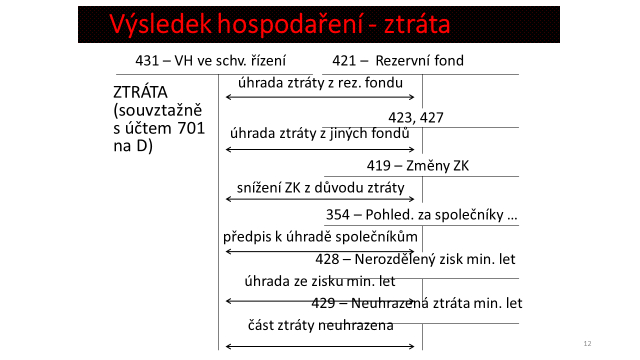 Výsledek hospodaření - ztráta
431 – VH ve schv. řízení
421 – Rezervní fond
úhrada ztráty z rez. fondu
ZTRÁTA
(souvztažně
s účtem 701
na D)
423, 427
úhrada ztráty z jiných fondů
419 – Změny ZK
snížení ZK z důvodu ztráty
354 – Pohled. za společníky ...
předpis k úhradě společníkům
428 – Nerozdělený zisk min. let
úhrada ze zisku min. let
429 – Neuhrazená ztráta min. let
část ztráty neuhrazena
12